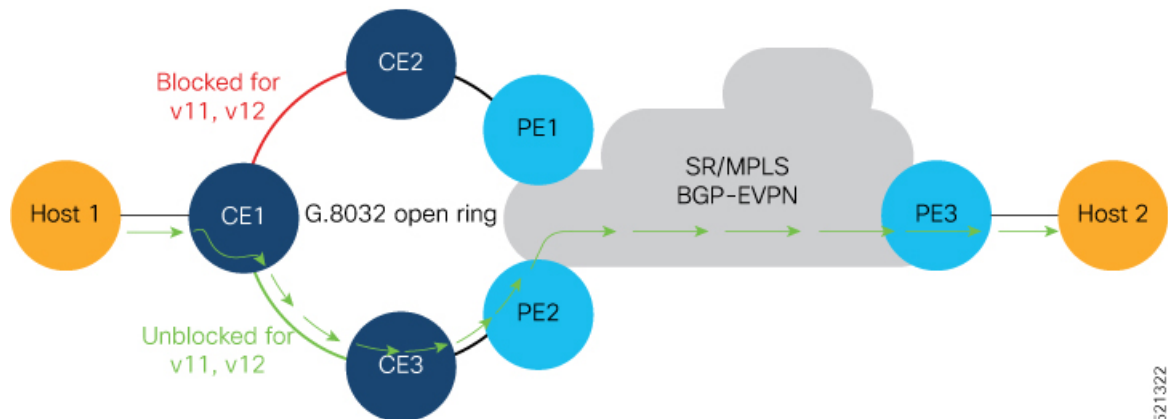 CE2
Blocked for
v11, v12
PE1
SR/MPLS
BGP-EVPN
Host 1
CE1
G.8032 open ring
PE3
Host 2
PE2
Unblocked for
v11, v12
CE3
521322